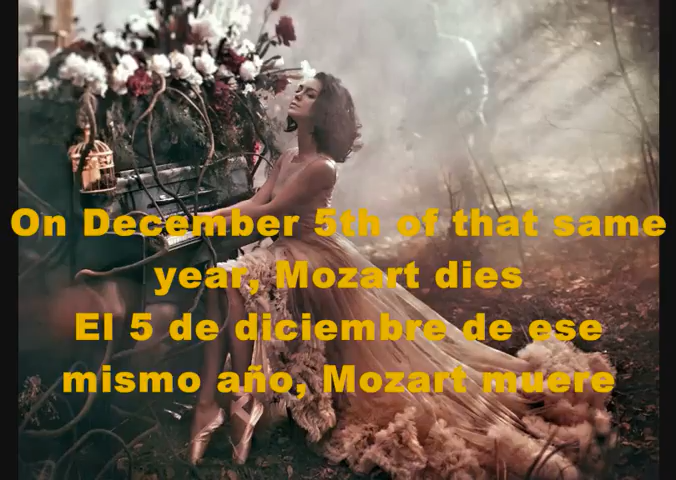 On December 5th of that same
year, Mozart dies
El 5 de diciembre de ese
mismo año, Mozart muere